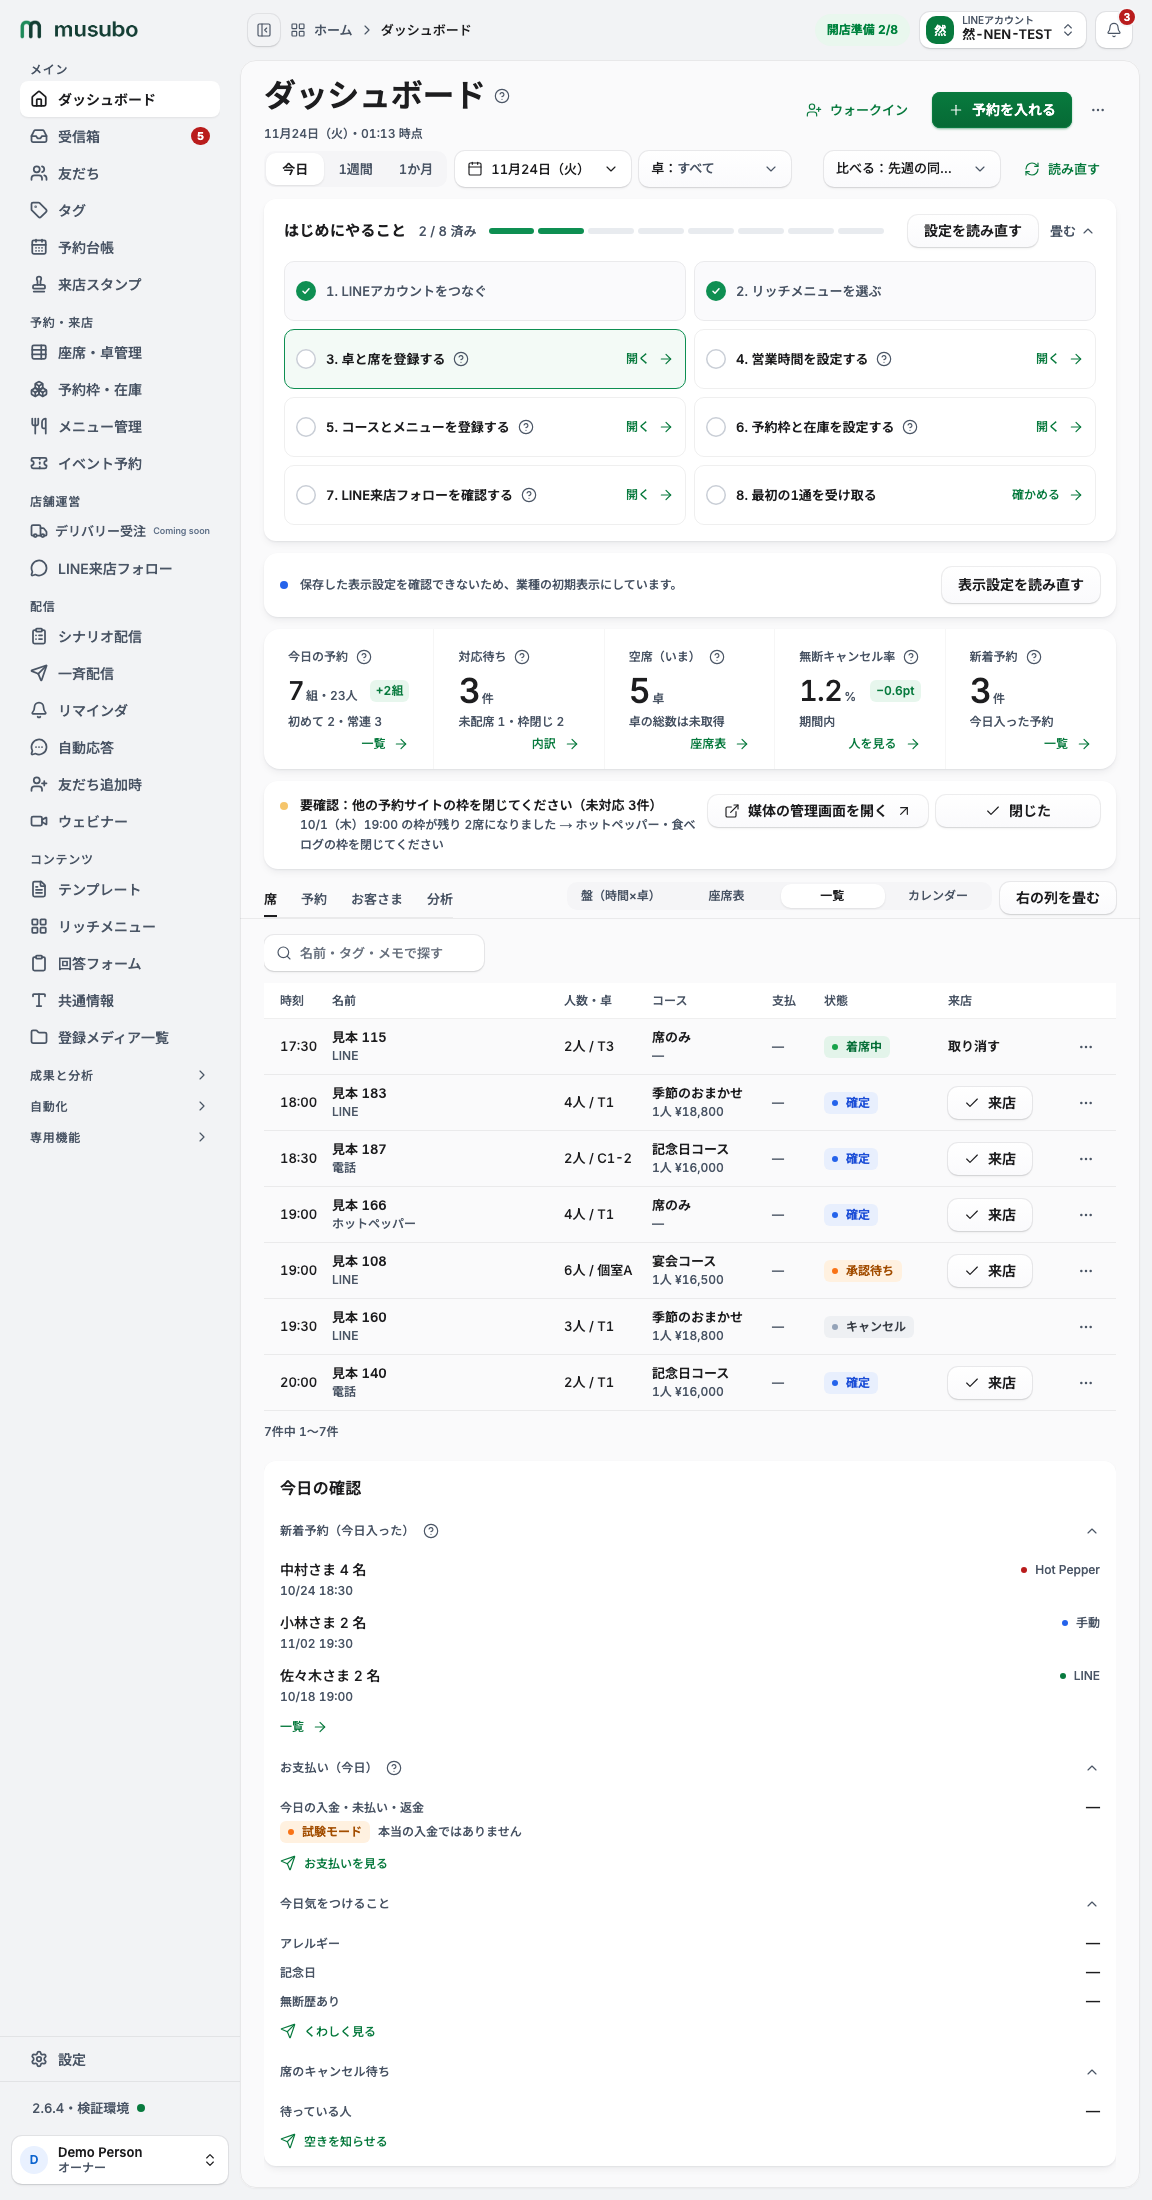 musubo
メイン
ダッシュボード
受信箱 5
友だち
タグ
予約台帳
来店スタンプ
予約・来店
座席・卓管理
予約枠・在庫
メニュー管理
イベント予約
店舗運営
デリバリー受注 Coming soon
LINE来店フォロー
配信
シナリオ配信
一斉配信
リマインダ
自動応答
友だち追加時
ウェビナー
コンテンツ
テンプレート
リッチメニュー
回答フォーム
共通情報
登録メディア一覧
成果と分析
自動化
専用機能
設定
2.6.4・検証環境
D Demo Person
オーナー
ホーム > ダッシュボード
開店準備 2/8
然 LINEアカウント
然-NEN-TEST
3
ダッシュボード
11月24日（火）・01:13 時点
ウォークイン
+ 予約を入れる
今日 1週間 1か月
11月24日（火）
卓：すべて
比べる：先週の同...
読み直す
はじめにやること 2 / 8 済み
設定を読み直す
畳む
1. LINEアカウントをつなぐ
2. リッチメニューを選ぶ
3. 卓と席を登録する 開く
4. 営業時間を設定する 開く
5. コースとメニューを登録する 開く
6. 予約枠と在庫を設定する 開く
7. LINE来店フォローを確認する 開く
8. 最初の1通を受け取る 確かめる
保存した表示設定を確認できないため、業種の初期表示にしています。
表示設定を読み直す
今日の予約
7 組・23人 +2組
初めて 2・常連 3
一覧
対応待ち
3 件
未配席 1・枠閉じ 2
内訳
空席（いま）
5 卓
卓の総数は未取得
座席表
無断キャンセル率
1.2 % −0.6pt
期間内
人を見る
新着予約
3 件
今日入った予約
一覧
要確認：他の予約サイトの枠を閉じてください（未対応 3件）
10/1（木）19:00 の枠が残り 2席になりました → ホットペッパー・食べ
ログの枠を閉じてください
媒体の管理画面を開く
閉じた
席 予約 お客さま 分析
盤（時間×卓） 座席表 一覧 カレンダー
右の列を畳む
名前・タグ・メモで探す
時刻 名前 人数・卓 コース 支払 状態 来店
17:30 見本 115 2人 / T3 席のみ — 着席中 取り消す
LINE —
18:00 見本 183 4人 / T1 季節のおまかせ — 確定 来店
LINE 1人 ¥18,800
18:30 見本 187 2人 / C1-2 記念日コース — 確定 来店
電話 1人 ¥16,000
19:00 見本 166 4人 / T1 席のみ — 確定 来店
ホットペッパー —
19:00 見本 108 6人 / 個室A 宴会コース — 承認待ち 来店
LINE 1人 ¥16,500
19:30 見本 160 3人 / T1 季節のおまかせ — キャンセル
LINE 1人 ¥18,800
20:00 見本 140 2人 / T1 記念日コース — 確定 来店
電話 1人 ¥16,000
7件中 1〜7件
今日の確認
新着予約（今日入った）
中村さま 4 名 Hot Pepper
10/24 18:30
小林さま 2 名 手動
11/02 19:30
佐々木さま 2 名 LINE
10/18 19:00
一覧
お支払い（今日）
今日の入金・未払い・返金 —
試験モード 本当の入金ではありません
お支払いを見る
今日気をつけること
アレルギー —
記念日 —
無断歴あり —
くわしく見る
席のキャンセル待ち
待っている人 —
空きを知らせる